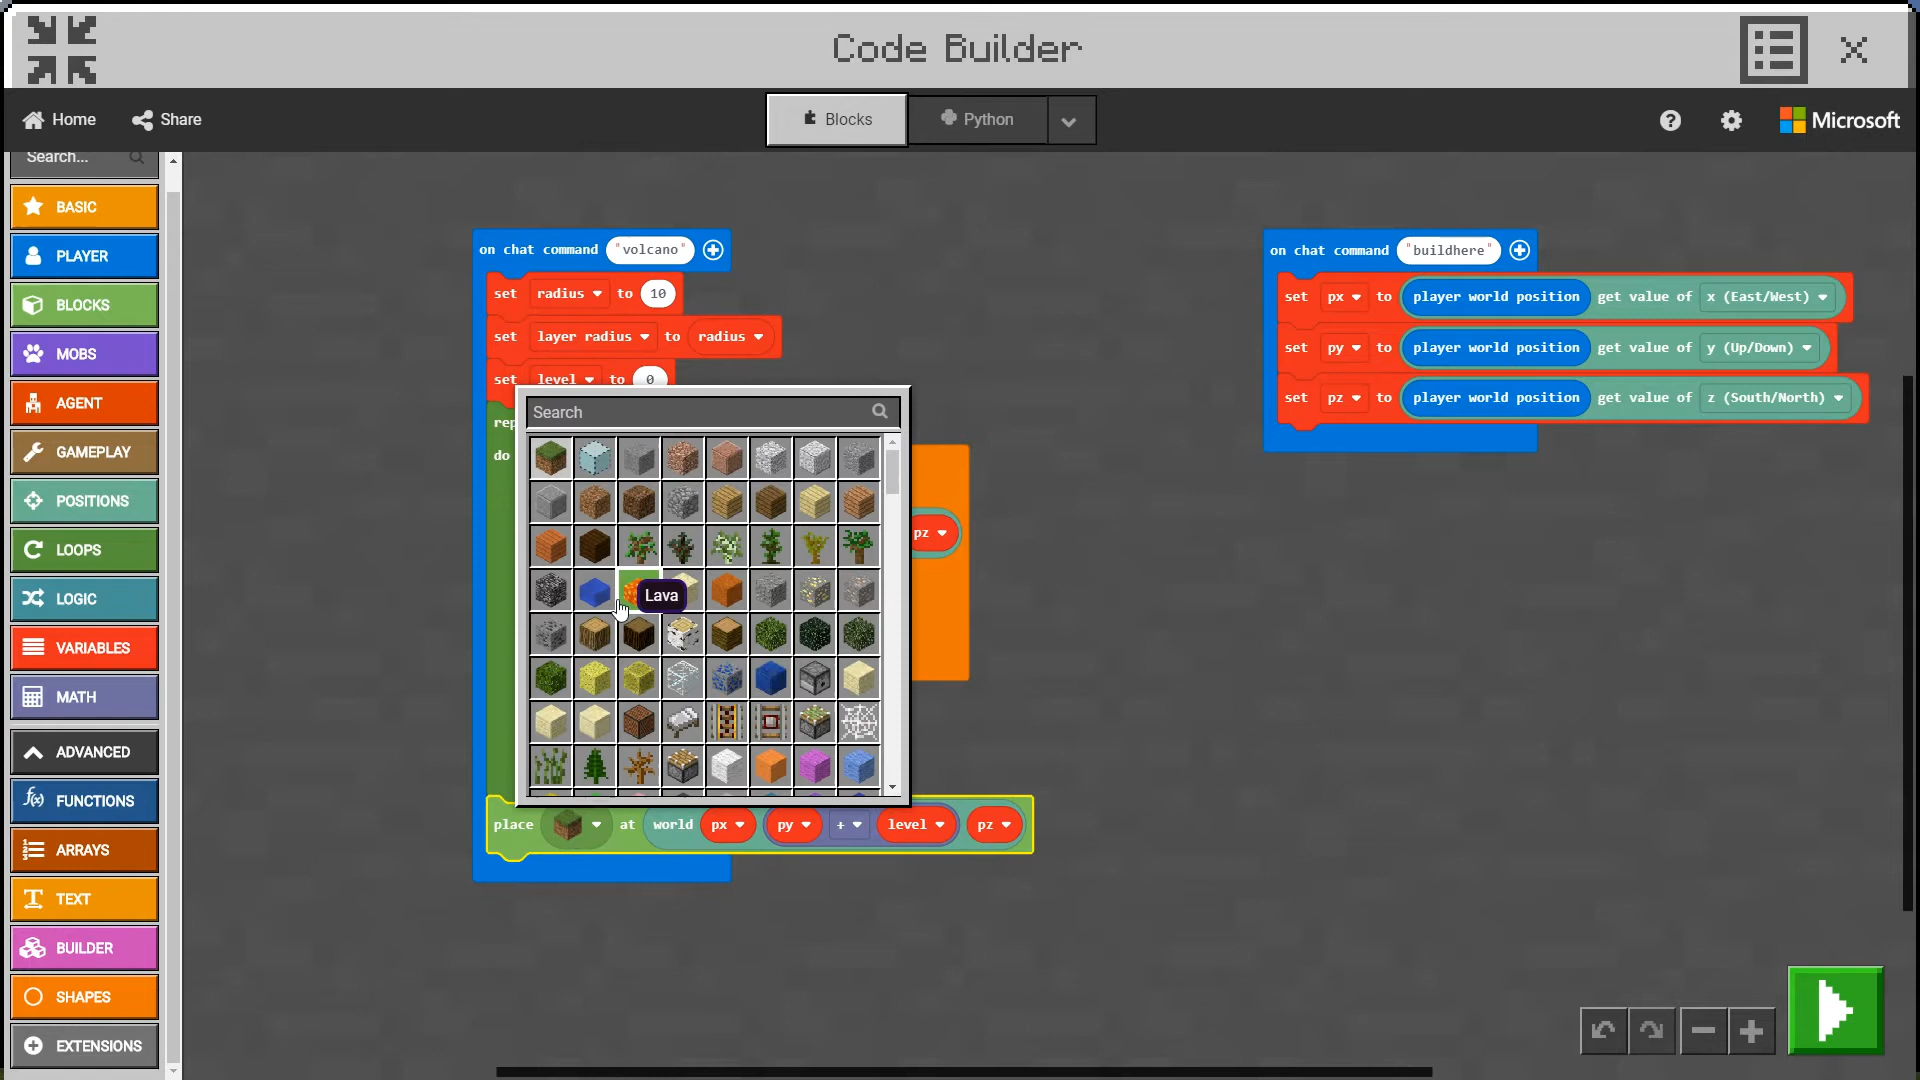 Code Builder
Home
Share
Blocks
Python
?
Microsoft
Search...
BASIC
PLAYER
BLOCKS
MOBS
AGENT
GAMEPLAY
POSITIONS
LOOPS
LOGIC
VARIABLES
MATH
ADVANCED
f(x) FUNCTIONS
ARRAYS
TEXT
BUILDER
SHAPES
EXTENSIONS
on chat command "volcano"
set radius to 10
set layer radius to radius
set level to 0
rep
do
Search
Lava
pz
place at world px py + level pz
on chat command "buildhere"
set px to player world position get value of x (East/West)
set py to player world position get value of y (Up/Down)
set pz to player world position get value of z (South/North)